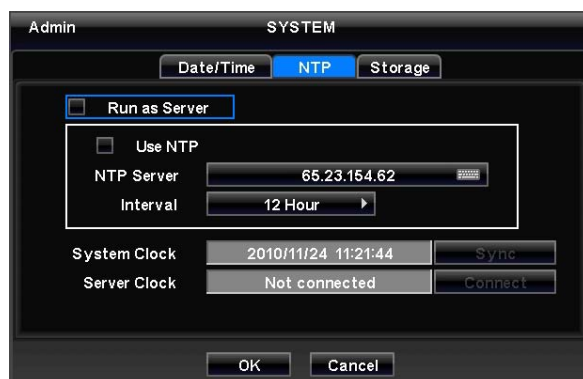 Admin SYSTEM
Date/Time NTP Storage
Run as Server
Use NTP
NTP Server 65.23.154.62
Interval 12 Hour
System Clock 2010/11/24 11:21:44 Sync
Server Clock Not connected Connect
OK Cancel